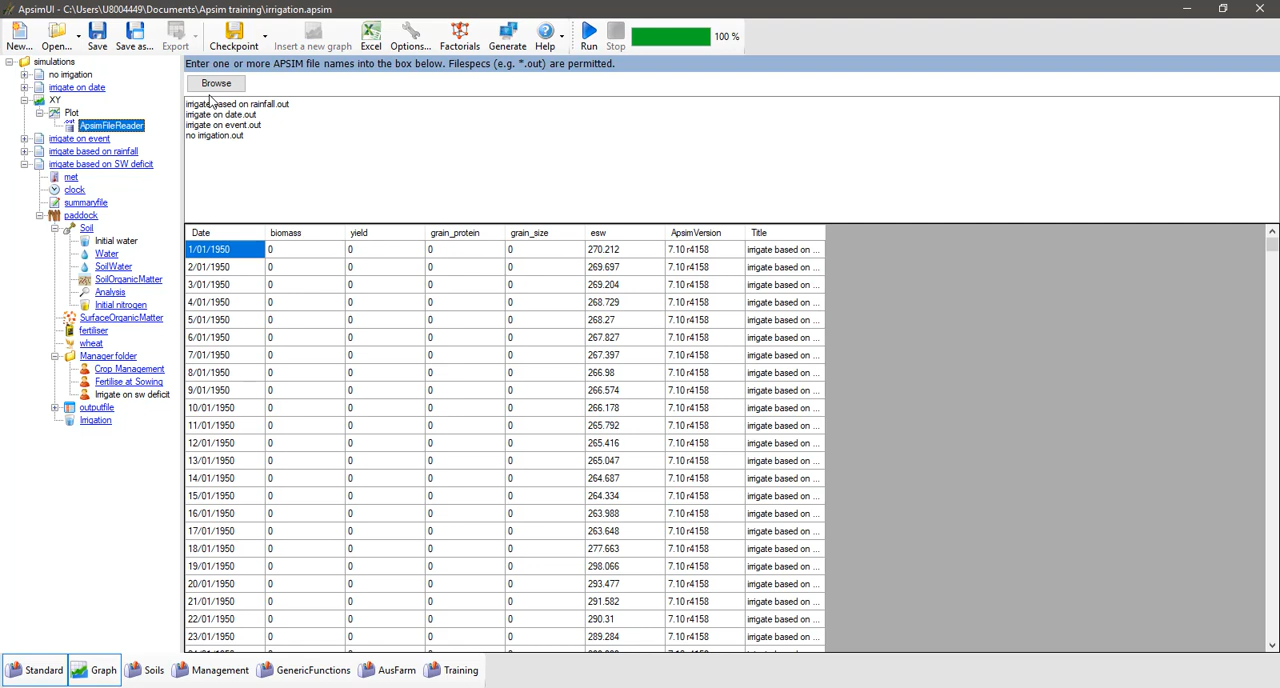 ApsimUI - C:\Users\U8004449\Documents\Apsim training\irrigation.apsim
New... Open... Save Save as... Export Checkpoint Insert a new graph Excel Options... Factorials Generate Help Run Stop 100 %
simulations
no irrigation
irrigate on date
XY
Plot
ApsimFileReader
irrigate on event
irrigate based on rainfall
irrigate based on SW deficit
met
clock
summaryfile
paddock
Soil
Initial water
Water
SoilWater
SoilOrganicMatter
Analysis
Initial nitrogen
SurfaceOrganicMatter
fertiliser
wheat
Manager folder
Crop Management
Fertilise at Sowing
Irrigate on sw deficit
outputfile
Irrigation
Enter one or more APSIM file names into the box below. Filespecs (e.g. *.out) are permitted.
Browse
irrigate based on rainfall.out
irrigate on date.out
irrigate on event.out
no irrigation.out
Date biomass yield grain_protein grain_size esw ApsimVersion Title
1/01/1950 0 0 0 0 270.212 7.10 r4158 irrigate based on ...
2/01/1950 0 0 0 0 269.697 7.10 r4158 irrigate based on ...
3/01/1950 0 0 0 0 269.204 7.10 r4158 irrigate based on ...
4/01/1950 0 0 0 0 268.729 7.10 r4158 irrigate based on ...
5/01/1950 0 0 0 0 268.27 7.10 r4158 irrigate based on ...
6/01/1950 0 0 0 0 267.827 7.10 r4158 irrigate based on ...
7/01/1950 0 0 0 0 267.397 7.10 r4158 irrigate based on ...
8/01/1950 0 0 0 0 266.98 7.10 r4158 irrigate based on ...
9/01/1950 0 0 0 0 266.574 7.10 r4158 irrigate based on ...
10/01/1950 0 0 0 0 266.178 7.10 r4158 irrigate based on ...
11/01/1950 0 0 0 0 265.792 7.10 r4158 irrigate based on ...
12/01/1950 0 0 0 0 265.416 7.10 r4158 irrigate based on ...
13/01/1950 0 0 0 0 265.047 7.10 r4158 irrigate based on ...
14/01/1950 0 0 0 0 264.687 7.10 r4158 irrigate based on ...
15/01/1950 0 0 0 0 264.334 7.10 r4158 irrigate based on ...
16/01/1950 0 0 0 0 263.988 7.10 r4158 irrigate based on ...
17/01/1950 0 0 0 0 263.648 7.10 r4158 irrigate based on ...
18/01/1950 0 0 0 0 277.663 7.10 r4158 irrigate based on ...
19/01/1950 0 0 0 0 298.066 7.10 r4158 irrigate based on ...
20/01/1950 0 0 0 0 293.477 7.10 r4158 irrigate based on ...
21/01/1950 0 0 0 0 291.582 7.10 r4158 irrigate based on ...
22/01/1950 0 0 0 0 290.31 7.10 r4158 irrigate based on ...
23/01/1950 0 0 0 0 289.284 7.10 r4158 irrigate based on ...
Standard Graph Soils Management GenericFunctions AusFarm Training